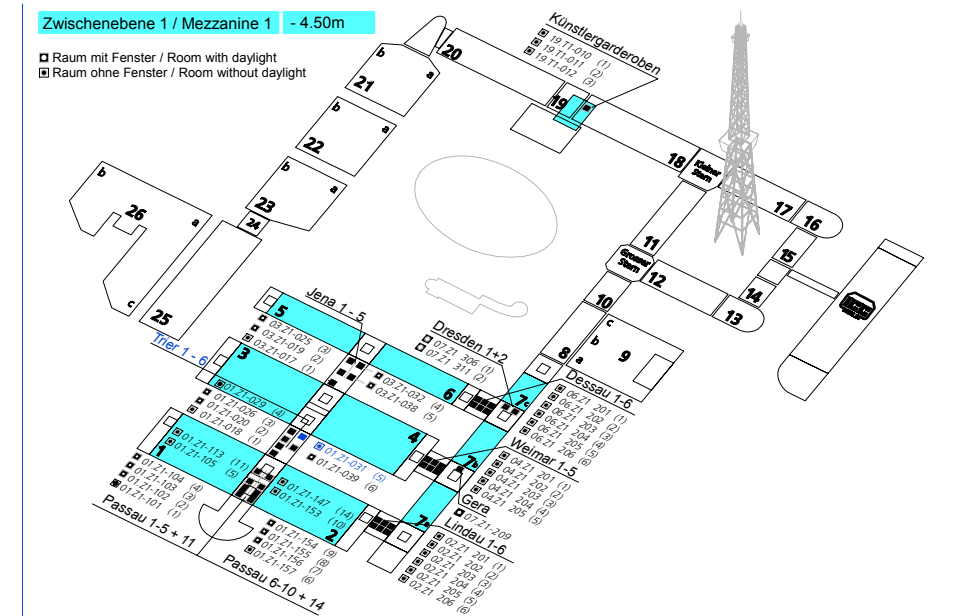 Zwischenebene 1 / Mezzanine 1 - 4.50m
Raum mit Fenster / Room with daylight
Raum ohne Fenster / Room without daylight
Künstlergarderoben
19.T1-010 (1)
19.T1-011 (2)
19.T1-012 (3)
20
b
a
21
19
b
a
22
18
Kleiner
Stern
b
a
23
17
16
b
26
a
c
24
25
11
Grosser
Stern
12
15
14
13
10
c
b
9
a
8
Jena 1 - 5
5
03.Z1-025 (3)
03.Z1-019 (2)
03.Z1-017 (1)
Dresden 1+2
07.Z1 306 (1)
07.Z1 311 (2)
Trier 1 - 6
3
01.Z1-029 (4)
01.Z1-026 (3)
01.Z1-020 (2)
01.Z1-018 (1)
03.Z1-032 (4)
03.Z1-038 (5)
6
7c
Dessau 1-6
06.Z1 201 (1)
06.Z1 202 (2)
06.Z1 203 (3)
06.Z1 204 (4)
06.Z1 205 (5)
06.Z1 206 (6)
4
01.Z1-031 (5)
01.Z1-039 (6)
7b
Weimar 1-5
04.Z1 201 (1)
04.Z1 202 (2)
04.Z1 203 (3)
04.Z1 204 (4)
04.Z1 205 (5)
Gera
07.Z1-209
1
01.Z1-113 (11)
01.Z1-105 (5)
01.Z1-104 (4)
01.Z1-103 (3)
01.Z1-102 (2)
01.Z1-101 (1)
Passau 1-5 + 11
01.Z1-147 (14)
01.Z1-153 (10)
2
01.Z1-154 (9)
01.Z1-155 (8)
01.Z1-156 (7)
01.Z1-157 (6)
Passau 6-10 + 14
7a
Lindau 1-6
02.Z1 201 (1)
02.Z1 202 (2)
02.Z1 203 (3)
02.Z1 204 (4)
02.Z1 205 (5)
02.Z1 206 (6)